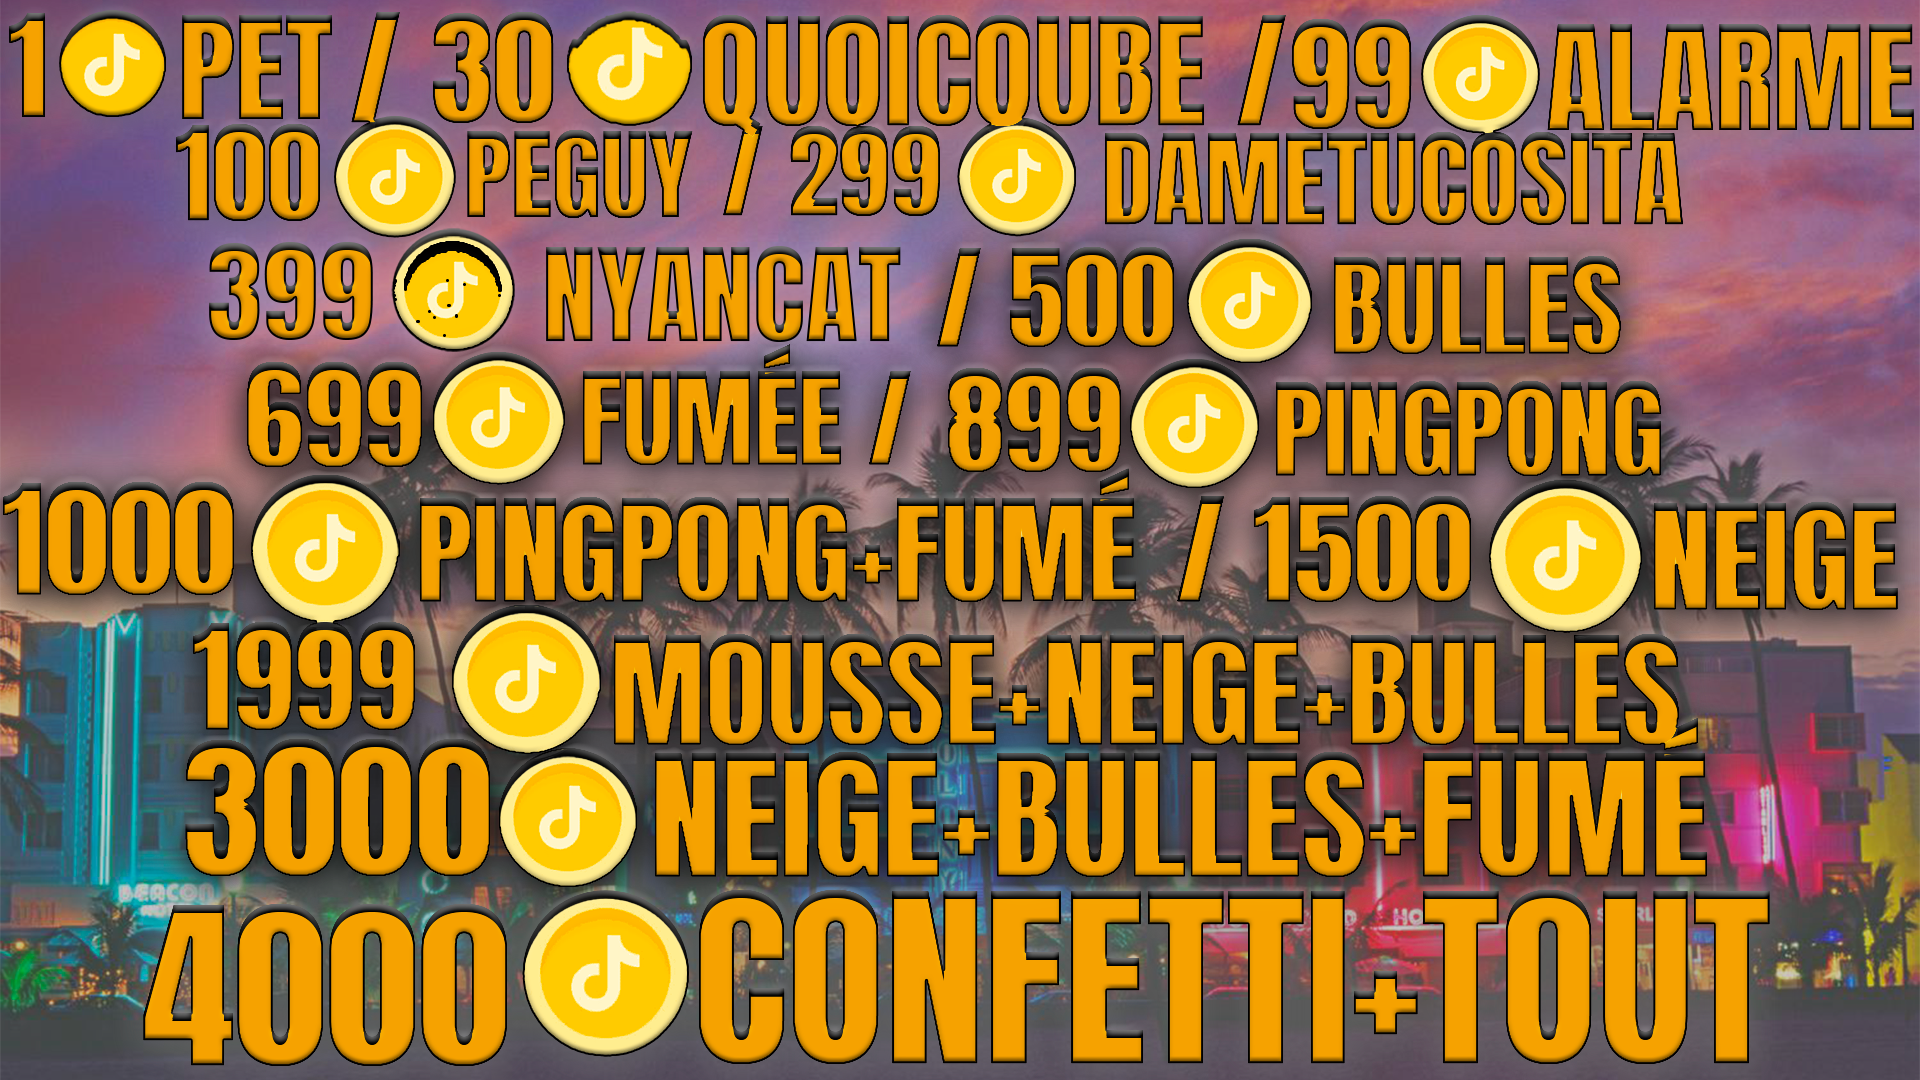 1 PET / 30 QUOICOUBE / 99 ALARME
100 PEGUY / 299 DAMETUCOSITA
399 NYANCAT / 500 BULLES
699 FUMÉE / 899 PINGPONG
1000 PINGPONG+FUMÉ / 1500 NEIGE
1999 MOUSSE+NEIGE+BULLES
3000 NEIGE+BULLES+FUMÉ
4000 CONFETTI+TOUT
BEACON